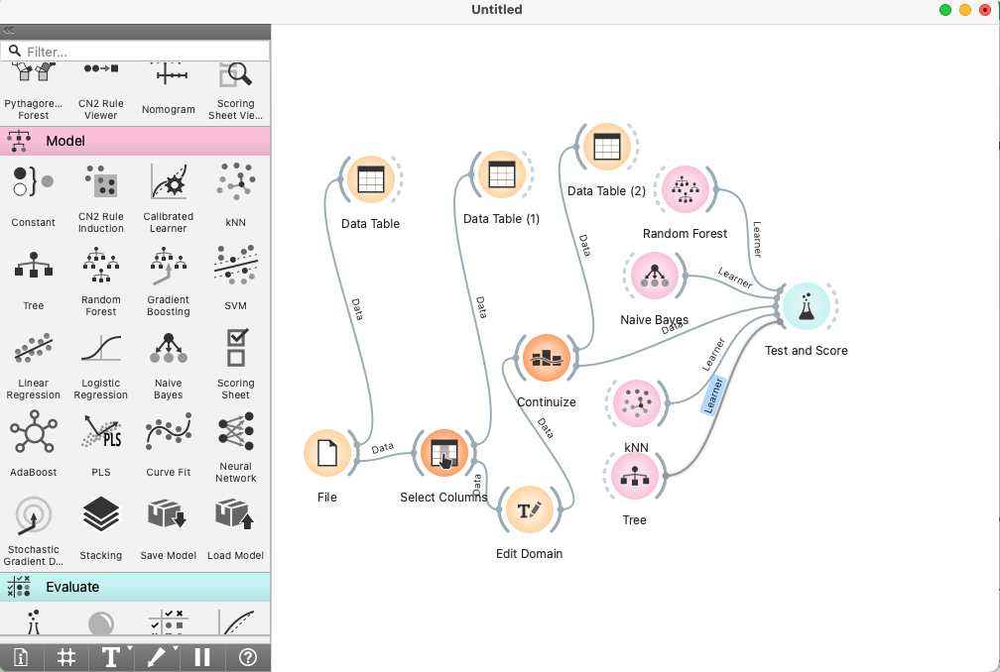 Untitled
Filter...
Pythagore... Forest
CN2 Rule Viewer
Nomogram
Scoring Sheet Vie...
Model
Constant
CN2 Rule Induction
Calibrated Learner
kNN
Tree
Random Forest
Gradient Boosting
SVM
Linear Regression
Logistic Regression
Naive Bayes
Scoring Sheet
AdaBoost
PLS
PLS
Curve Fit
Neural Network
Stochastic Gradient D...
Stacking
Save Model
Load Model
Evaluate
T
?
Data Table
Data Table (1)
Data Table (2)
Random Forest
Naive Bayes
Test and Score
Continuize
kNN
File
Select Columns
Tree
Edit Domain
T
Data
Data
Data
Data
Data
Data
Data
Learner
Learner
Learner
Learner